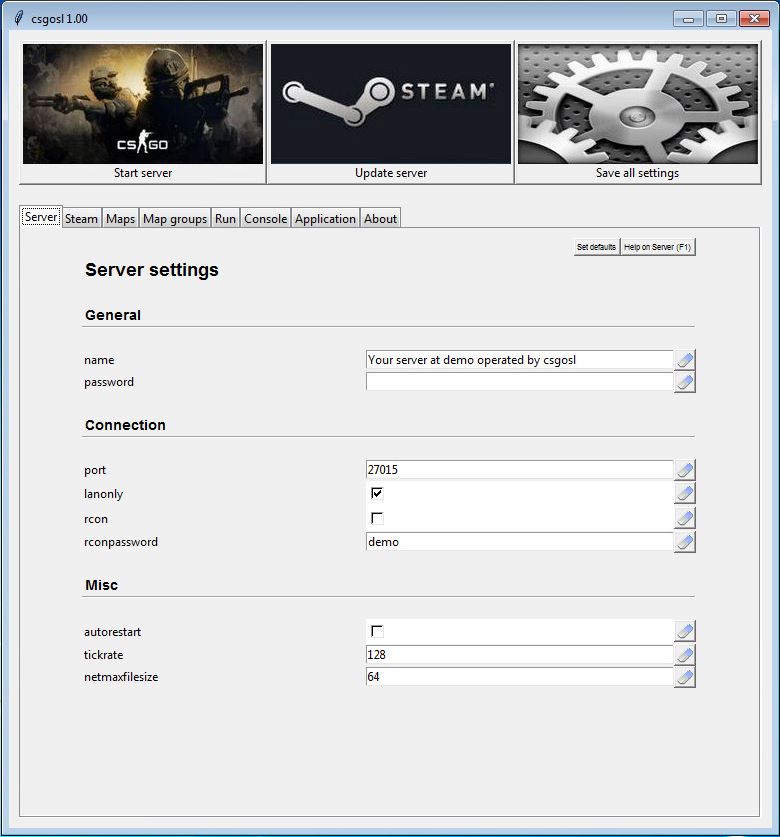 csgosl 1.00
CS GO
STEAM
Start server
Update server
Save all settings
Server
Steam
Maps
Map groups
Run
Console
Application
About
Set defaults
Help on Server (F1)
Server settings
General
name
Your server at demo operated by csgosl
password
Connection
port
27015
lanonly
rcon
rconpassword
demo
Misc
autorestart
tickrate
128
netmaxfilesize
64